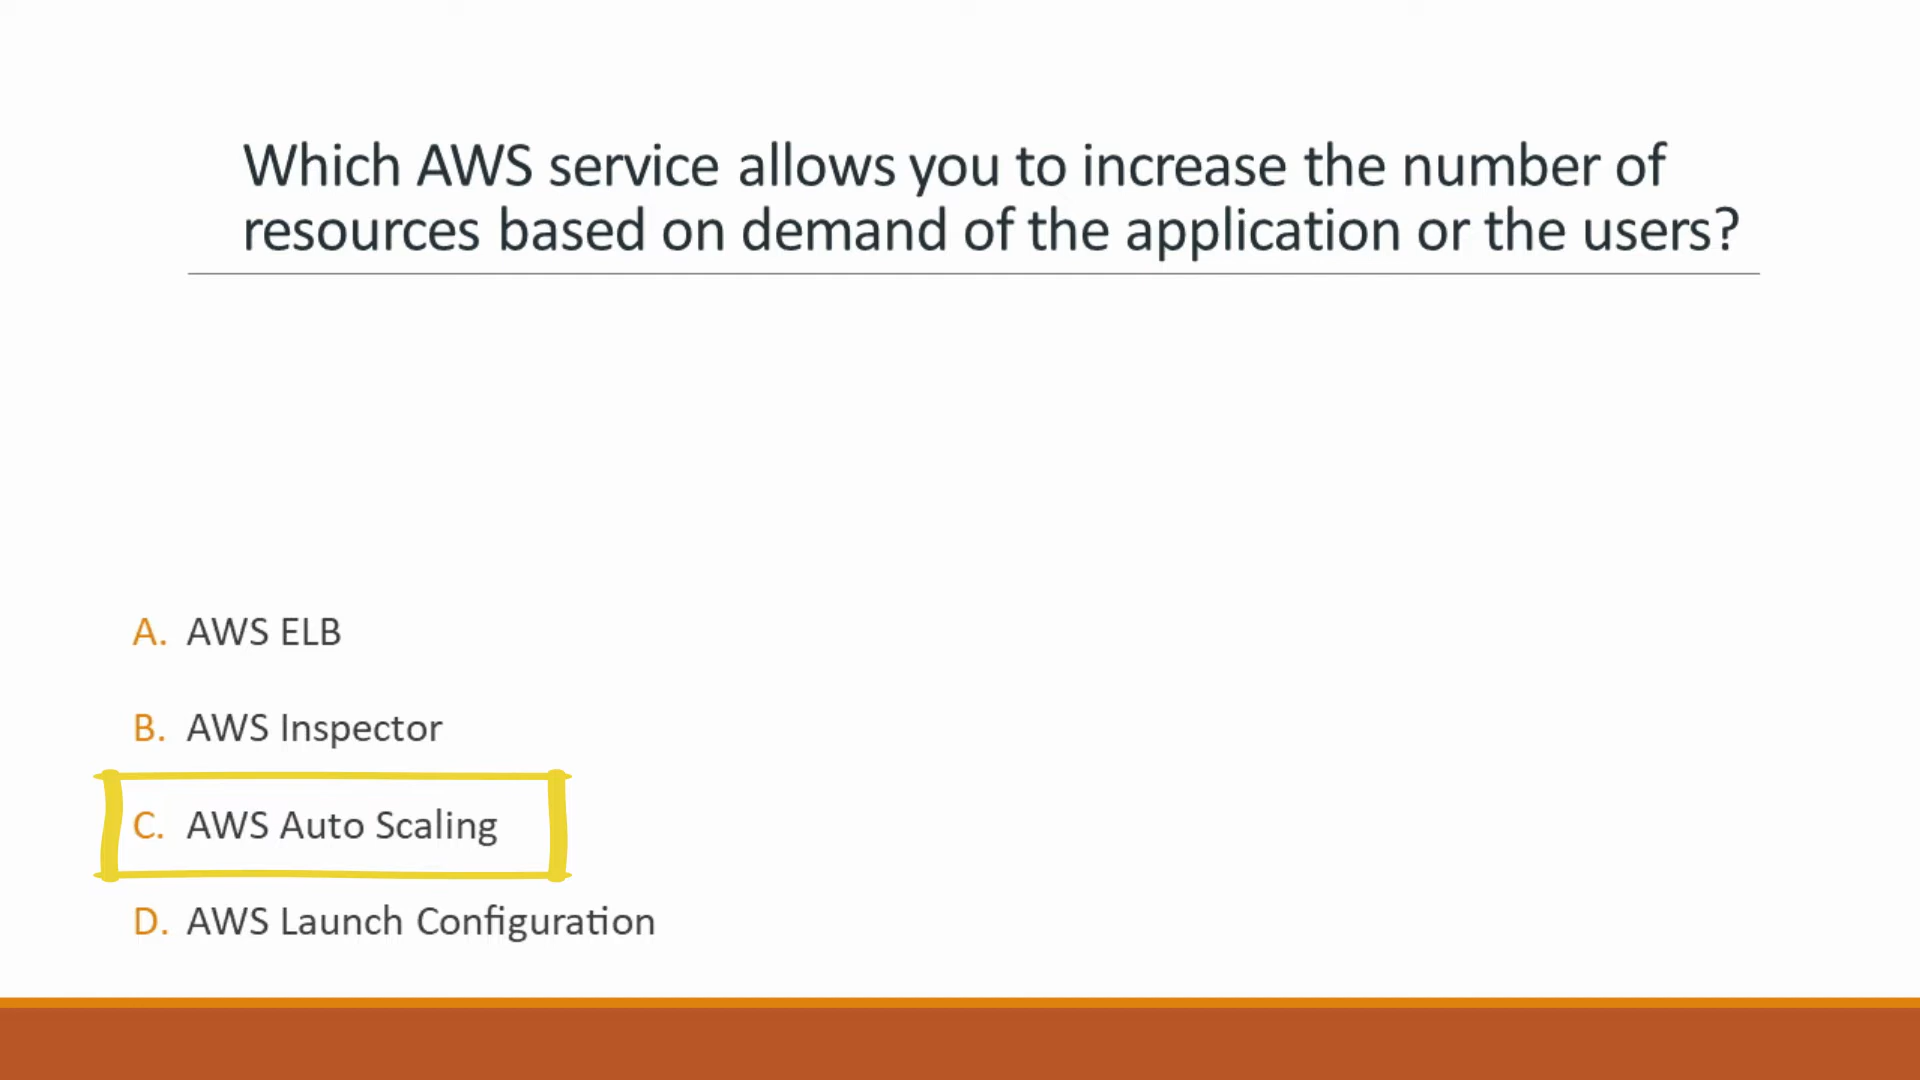 Which AWS service allows you to increase the number of
resources based on demand of the application or the users?
A. AWS ELB
B. AWS Inspector
C. AWS Auto Scaling
D. AWS Launch Configuration